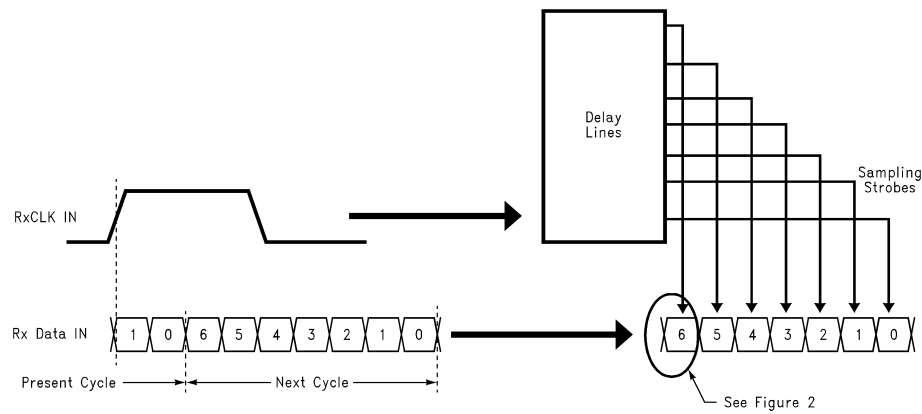 Delay
Lines
Sampling
Strobes
RxCLK IN
Rx Data IN
1 0 6 5 4 3 2 1 0
6 5 4 3 2 1 0
Present Cycle
Next Cycle
See Figure 2